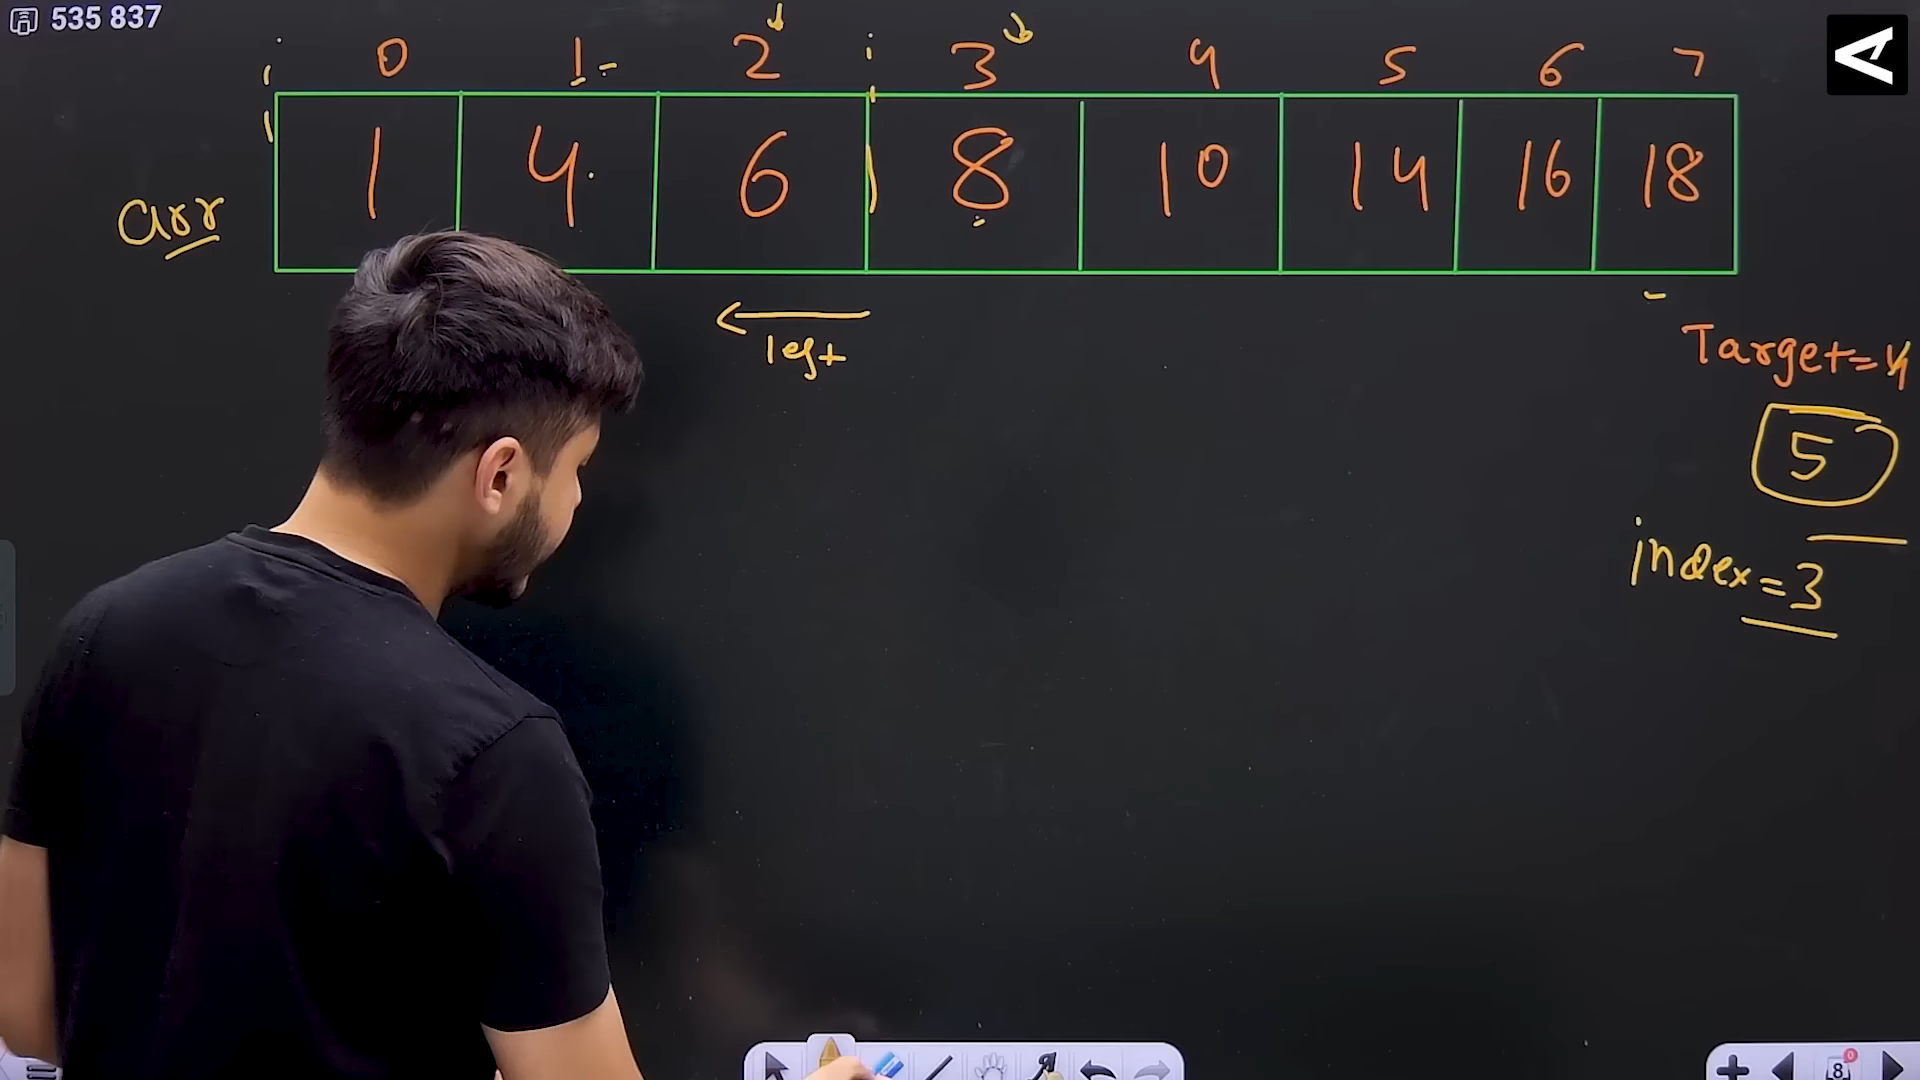 535 837
0 1 2 3 4 5 6 7
arr 1 4 6 8 10 14 16 18
left
Target=4
5
index=3
8